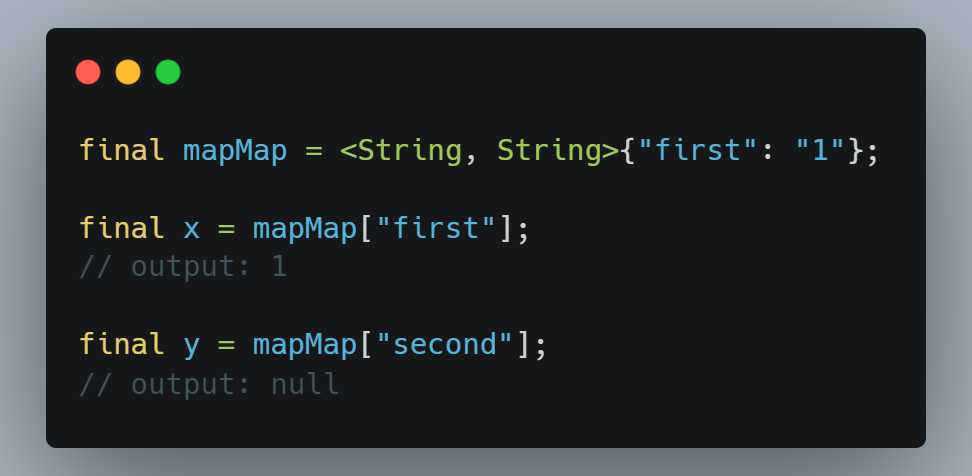 final mapMap = <String, String>{"first": "1"};
final x = mapMap["first"];
// output: 1
final y = mapMap["second"];
// output: null